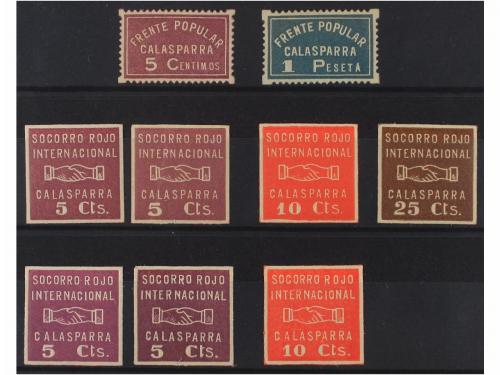 FRENTE POPULAR
CALASPARRA
5 CENTIMOS
FRENTE POPULAR
CALASPARRA
1 PESETA
SOCORRO ROJO
INTERNACIONAL
CALASPARRA
5 Cts.
SOCORRO ROJO
INTERNACIONAL
CALASPARRA
5 Cts.
SOCORRO ROJO
INTERNACIONAL
CALASPARRA
10 Cts.
SOCORRO ROJO
INTERNACIONAL
CALASPARRA
25 Cts.
SOCORRO ROJO
INTERNACIONAL
CALASPARRA
5 Cts.
SOCORRO ROJO
INTERNACIONAL
CALASPARRA
5 Cts.
SOCORRO ROJO
INTERNACIONAL
CALASPARRA
10 Cts.